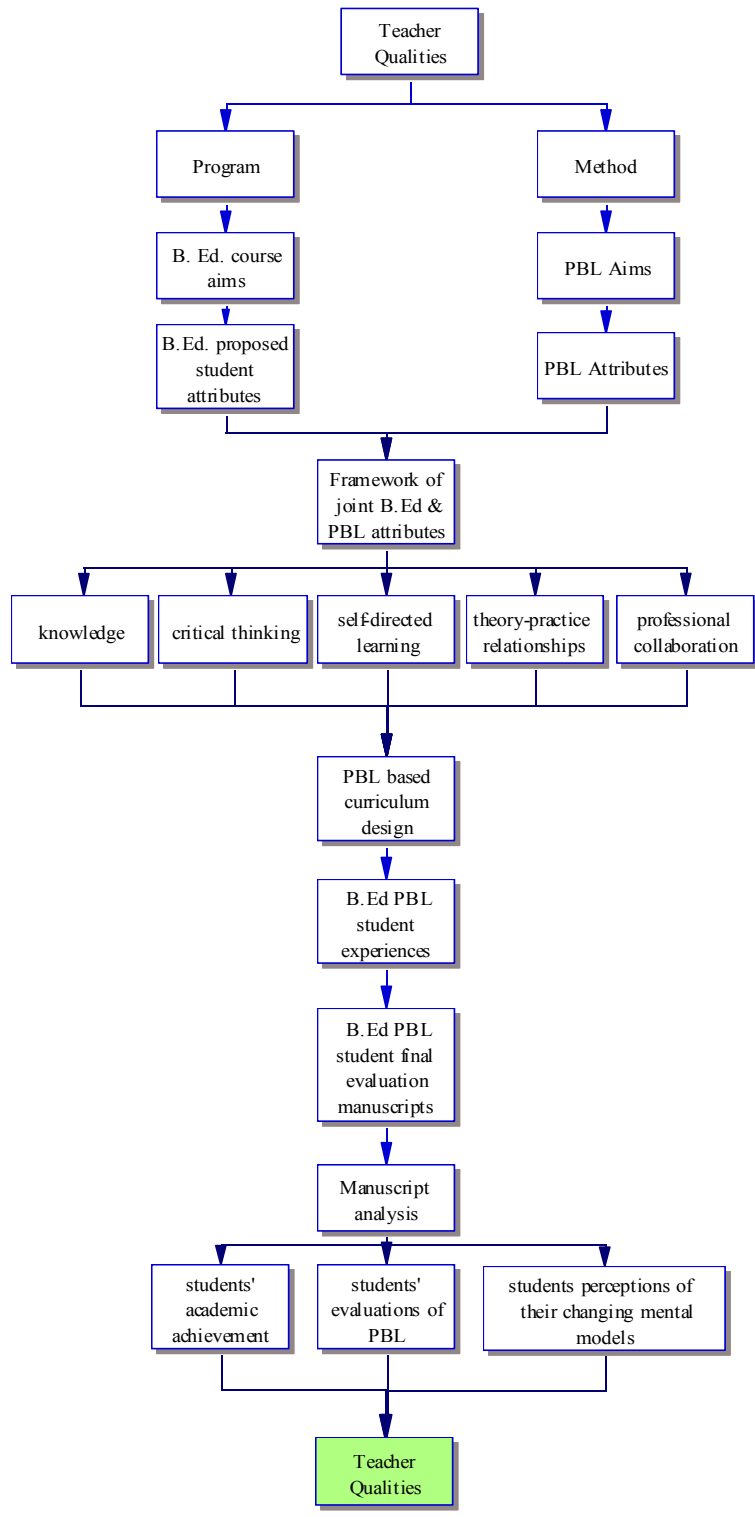 Teacher
Qualities
Program
Method
B. Ed. course
aims
PBL Aims
B.Ed. proposed
student
attributes
PBL Attributes
Framework of
joint B.Ed &
PBL attributes
knowledge
critical thinking
self-directed
learning
theory-practice
relationships
professional
collaboration
PBL based
curriculum
design
B.Ed PBL
student
experiences
B.Ed PBL
student final
evaluation
manuscripts
Manuscript
analysis
students'
academic
achievement
students'
evaluations of
PBL
students perceptions of
their changing mental
models
Teacher
Qualities